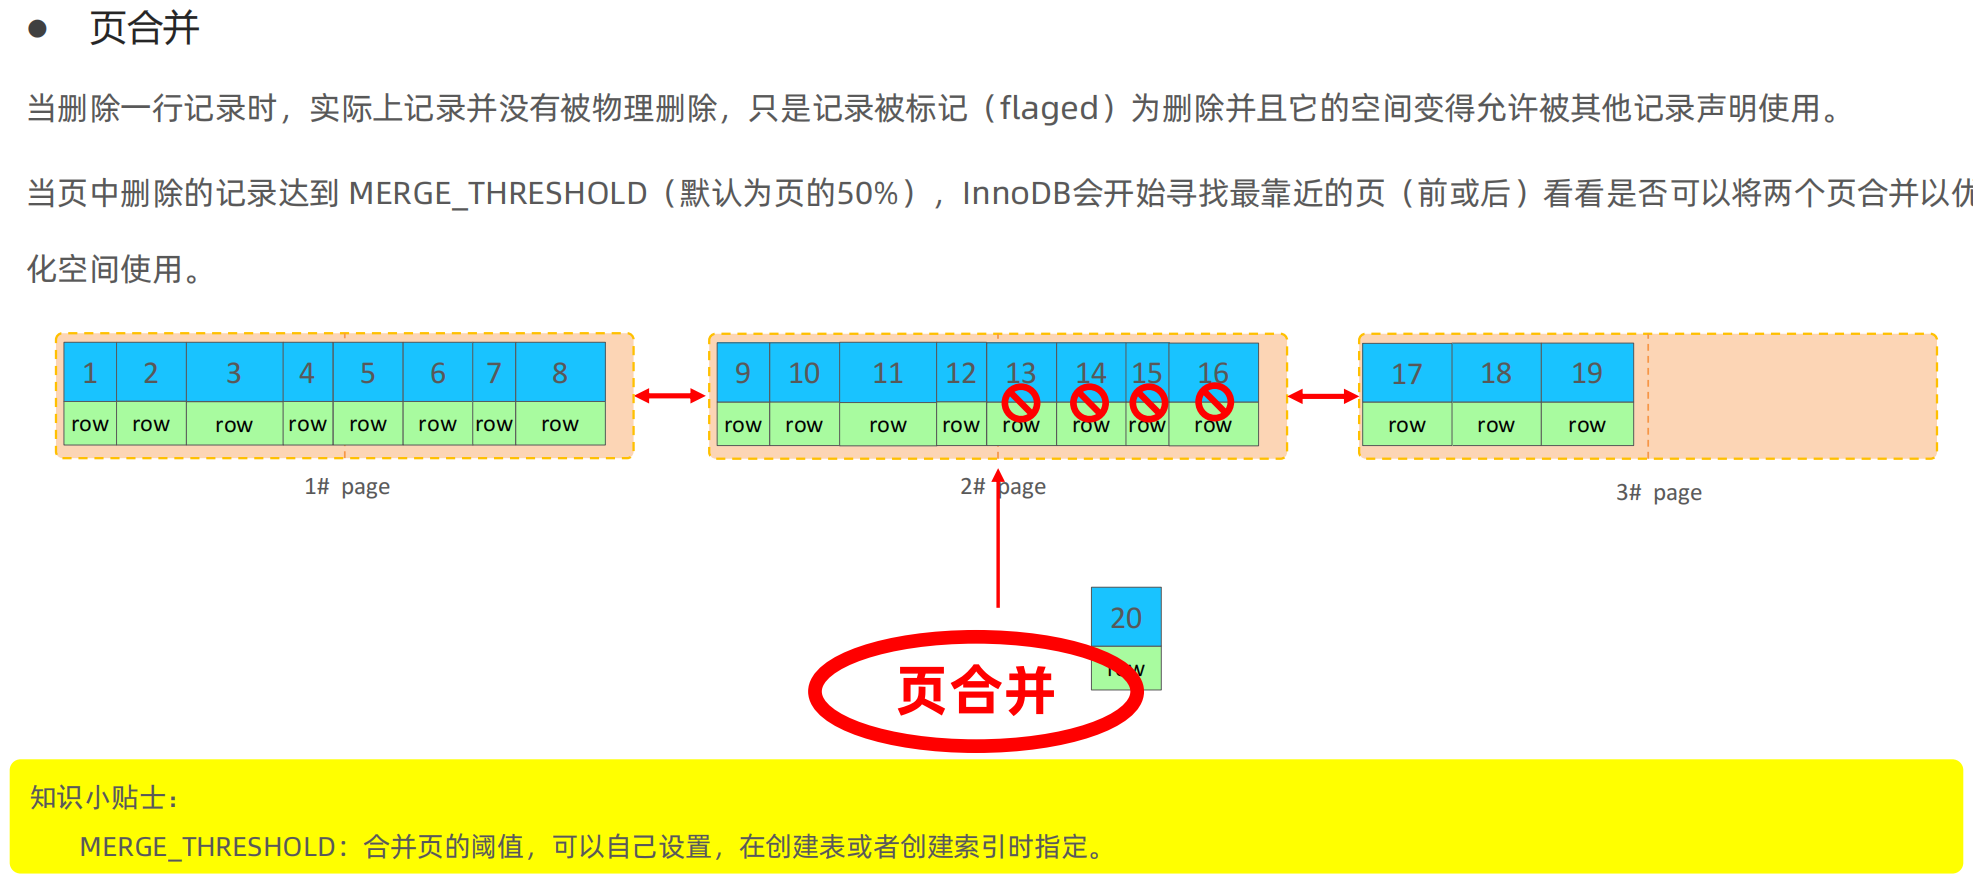 ● 页合并
当删除一行记录时，实际上记录并没有被物理删除，只是记录被标记（flaged）为删除并且它的空间变得允许被其他记录声明使用。
当页中删除的记录达到 MERGE_THRESHOLD（默认为页的50%），InnoDB会开始寻找最靠近的页（前或后）看看是否可以将两个页合并以优
化空间使用。
1 2 3 4 5 6 7 8
row row row row row row row row
1# page
9 10 11 12 13 14 15 16
row row row row row row row row
2# page
17 18 19
row row row
3# page
20
row
页合并
知识小贴士：
MERGE_THRESHOLD：合并页的阈值，可以自己设置，在创建表或者创建索引时指定。